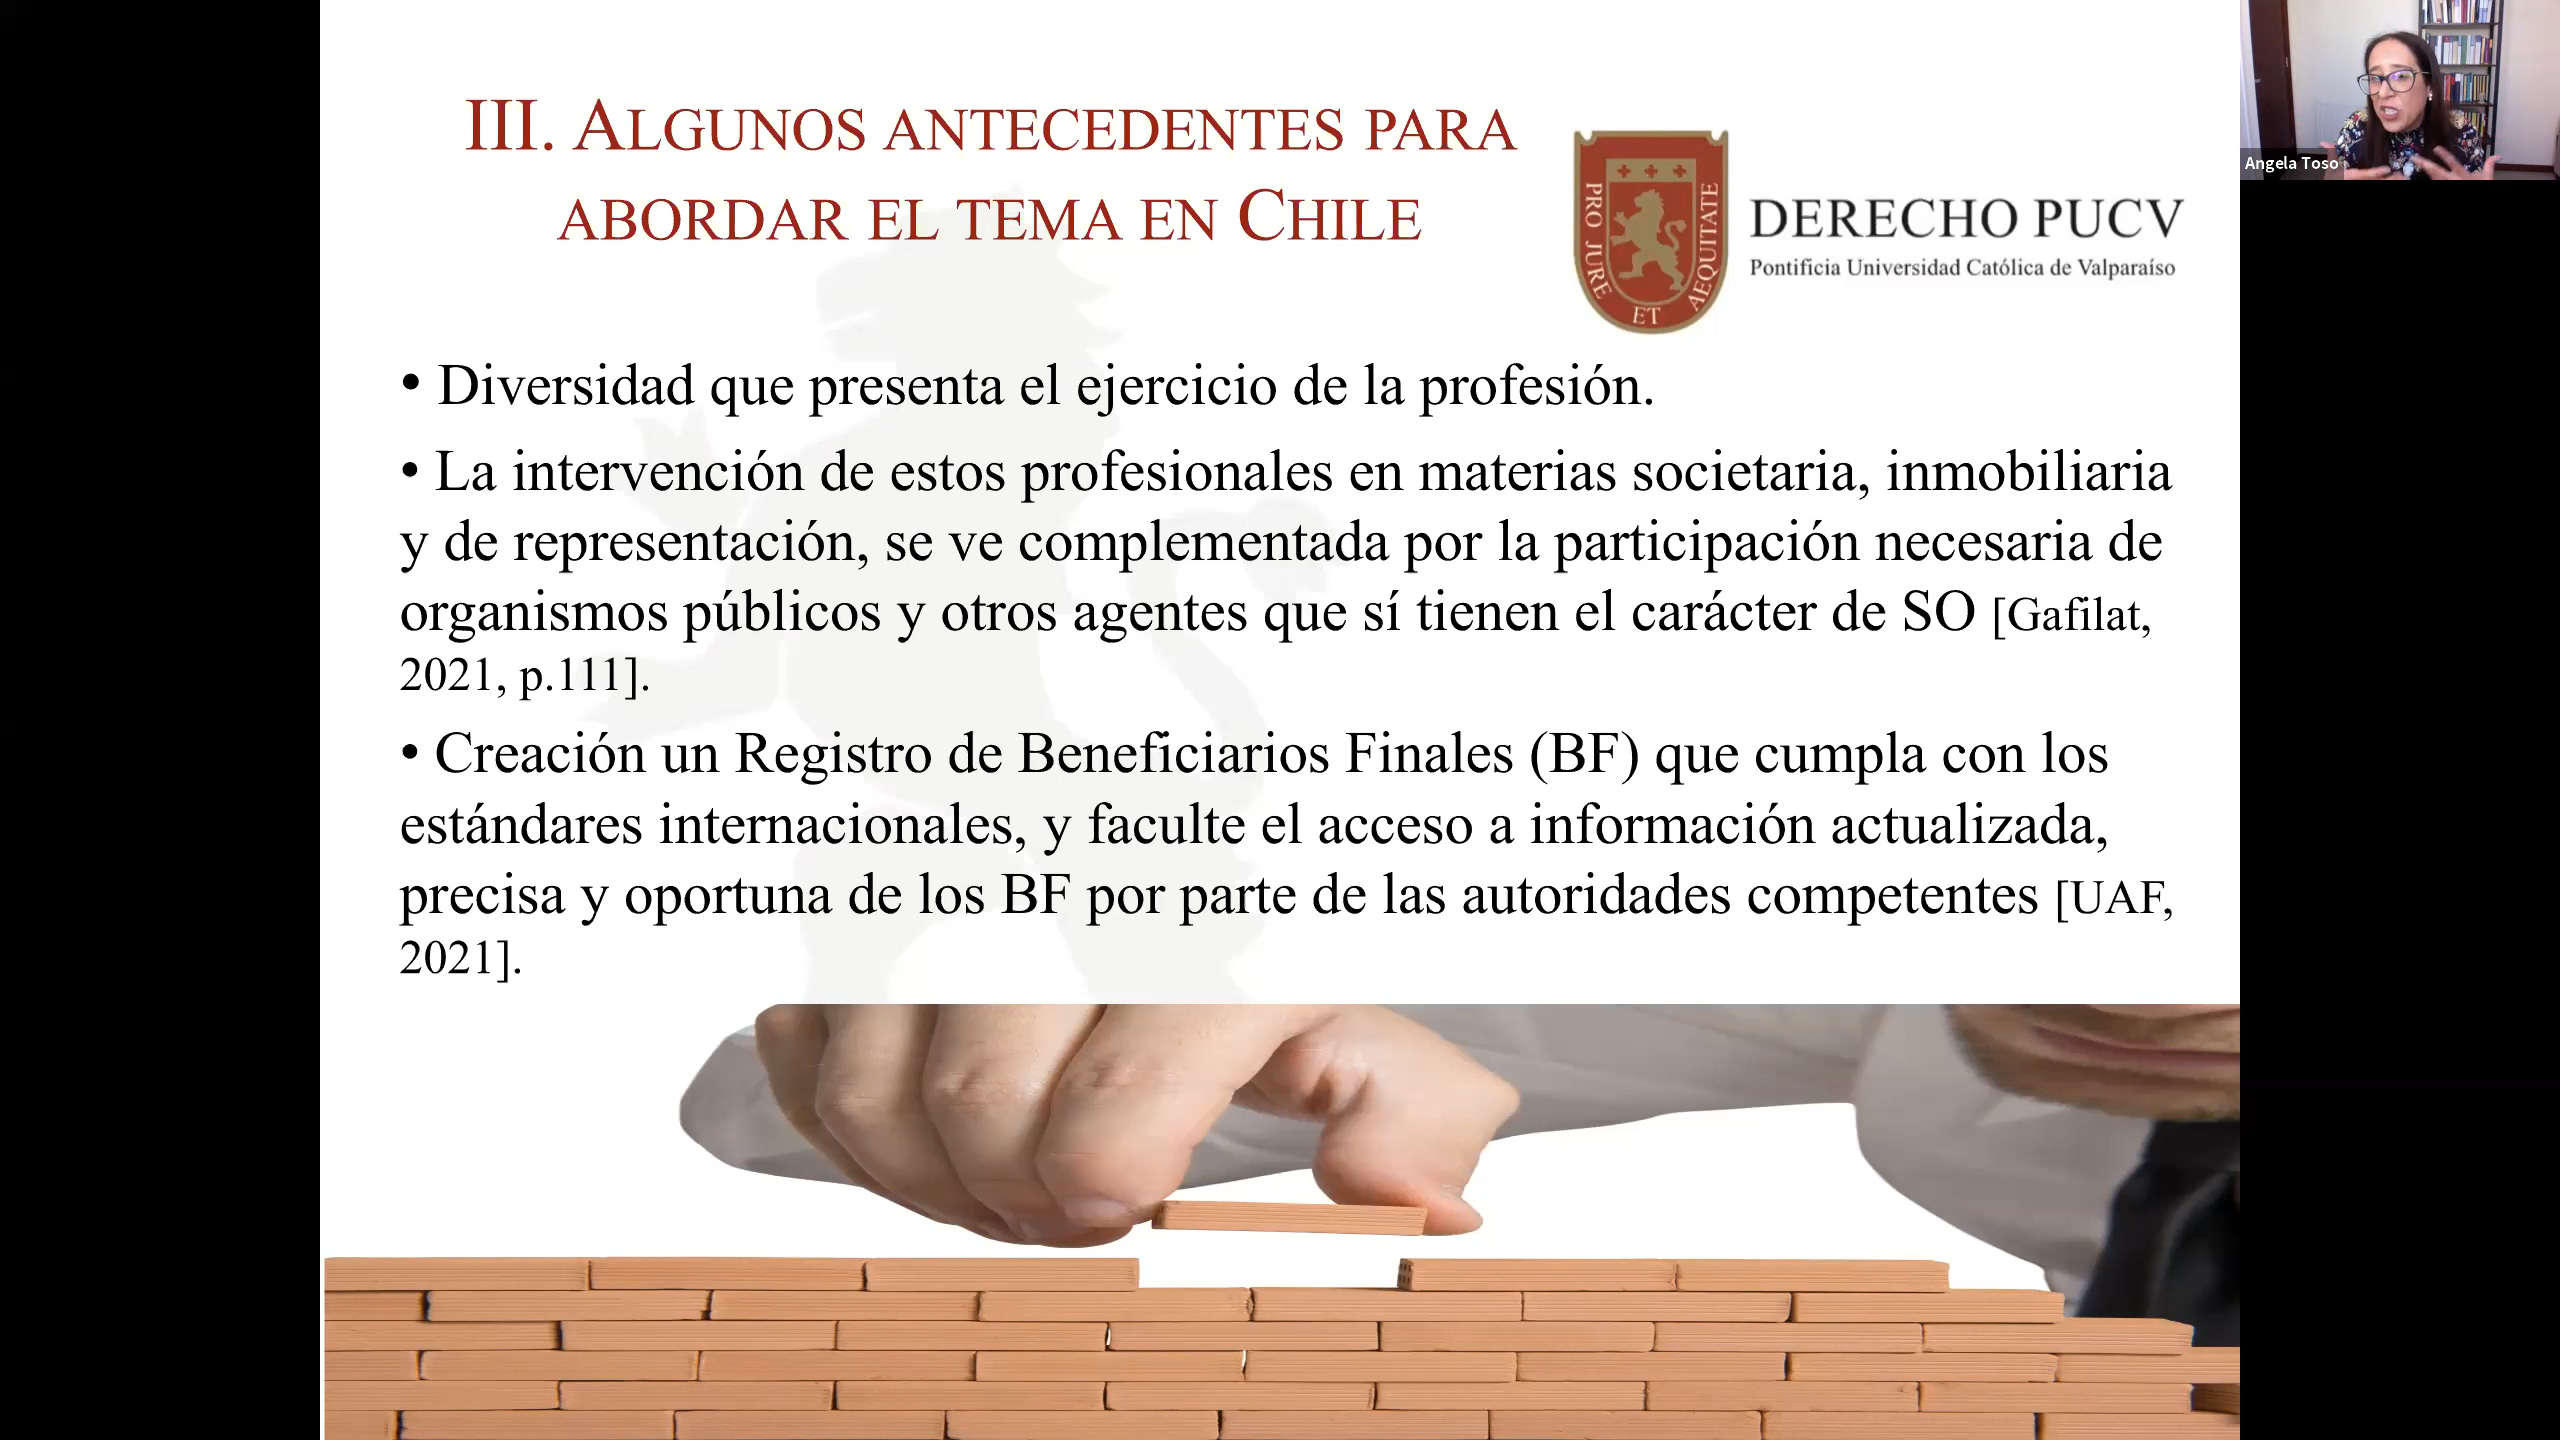 III. ALGUNOS ANTECEDENTES PARA
ABORDAR EL TEMA EN CHILE
PRO JURE ET AEQUITATE
DERECHO PUCV
Pontificia Universidad Católica de Valparaíso
Angela Toso
• Diversidad que presenta el ejercicio de la profesión.
• La intervención de estos profesionales en materias societaria, inmobiliaria
y de representación, se ve complementada por la participación necesaria de
organismos públicos y otros agentes que sí tienen el carácter de SO [Gafilat,
2021, p.111].
• Creación un Registro de Beneficiarios Finales (BF) que cumpla con los
estándares internacionales, y faculte el acceso a información actualizada,
precisa y oportuna de los BF por parte de las autoridades competentes [UAF,
2021].